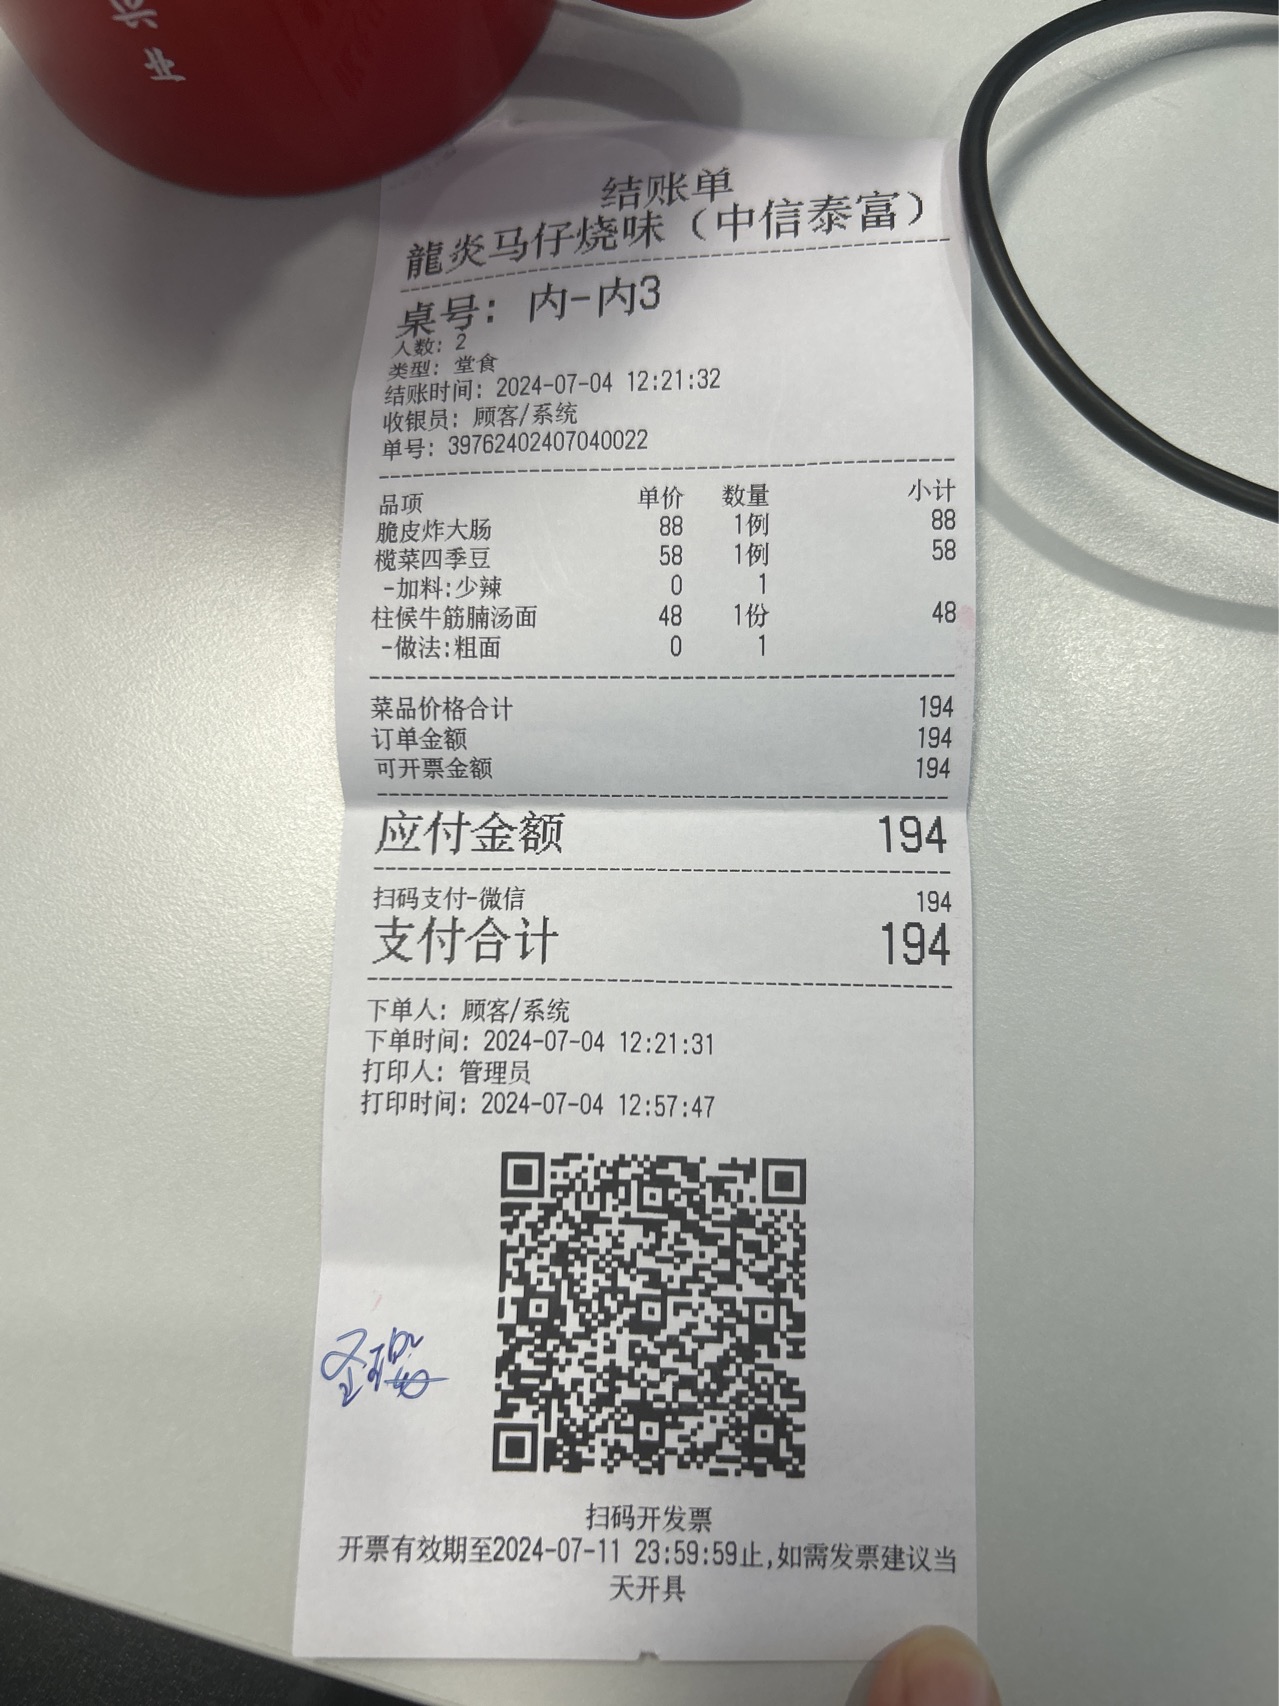 结账单
龍炎马仔烧味（中信泰富）
桌号：内-内3
人数：2
类型：堂食
结账时间：2024-07-04 12:21:32
收银员：顾客/系统
单号：39762402407040022
品项 单价 数量 小计
脆皮炸大肠 88 1例 88
榄菜四季豆 58 1例 58
-加料:少辣 0 1
柱候牛筋腩汤面 48 1份 48
-做法:粗面 0 1
菜品价格合计 194
订单金额 194
可开票金额 194
应付金额 194
扫码支付-微信 194
支付合计 194
下单人：顾客/系统
下单时间：2024-07-04 12:21:31
打印人：管理员
打印时间：2024-07-04 12:57:47
扫码开发票
开票有效期至2024-07-11 23:59:59止,如需发票建议当
天开具